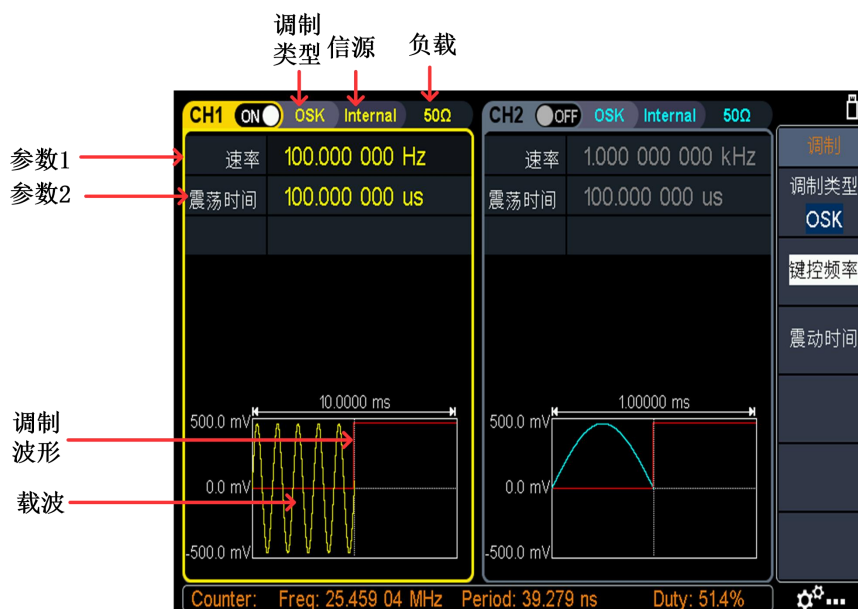 调制
类型 信源 负载
CH1 ON OSK Internal 50Ω CH2 OFF OSK Internal 50Ω
参数1 速率 100.000 000 Hz 速率 1.000 000 000 kHz 调制
参数2 震荡时间 100.000 000 us 震荡时间 100.000 000 us 调制类型
OSK
键控频率
震动时间
10.0000 ms 1.00000 ms
调制 500.0 mV 500.0 mV
波形
载波 0.0 mV 0.0 mV
-500.0 mV -500.0 mV
Counter: Freq: 25.459 04 MHz Period: 39.279 ns Duty: 51.4%